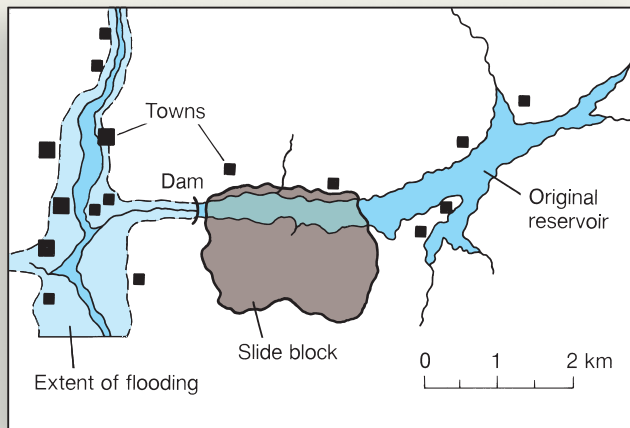 Towns
Dam
Original
reservoir
Slide block
Extent of flooding
0 1 2 km